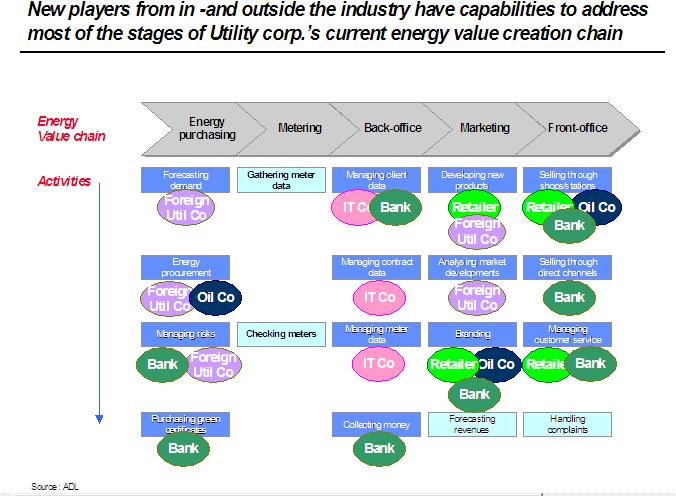 New players from in -and outside the industry have capabilities to address
most of the stages of Utility corp.'s current energy value creation chain
Energy
Value chain
Energy
purchasing
Metering
Back-office
Marketing
Front-office
Activities
Forecasting
demand
Foreign
Util Co
Gathering meter
data
Managing client
data
IT Co
Bank
Developing new
products
Retailer
Foreign
Util Co
Selling through
shops/stations
Retailer
Oil Co
Bank
Energy
procurement
Foreign
Util Co
Oil Co
Managing contract
data
IT Co
Analysing market
developments
Foreign
Util Co
Selling through
direct channels
Bank
Managing risks
Bank
Foreign
Util Co
Checking meters
Managing meter
data
IT Co
Branding
Retailer
Oil Co
Bank
Managing
customer service
Retailer
Bank
Purchasing green
certificates
Bank
Collecting money
Bank
Forecasting
revenues
Handling
complaints
Source: ADL